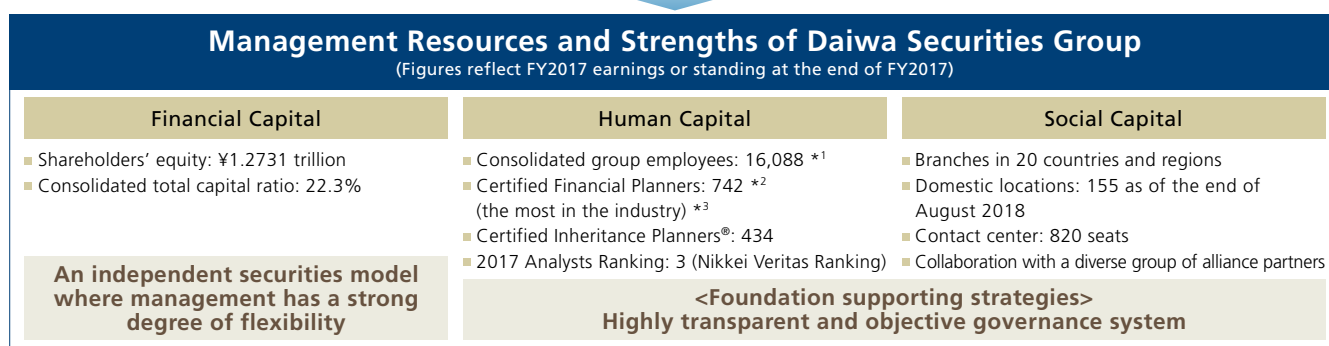 Management Resources and Strengths of Daiwa Securities Group
(Figures reflect FY2017 earnings or standing at the end of FY2017)
Financial Capital
■ Shareholders' equity: ¥1.2731 trillion
■ Consolidated total capital ratio: 22.3%
An independent securities model
where management has a strong
degree of flexibility
Human Capital
■ Consolidated group employees: 16,088 *1
■ Certified Financial Planners: 742 *2
(the most in the industry) *3
■ Certified Inheritance Planners®: 434
■ 2017 Analysts Ranking: 3 (Nikkei Veritas Ranking)
Social Capital
■ Branches in 20 countries and regions
■ Domestic locations: 155 as of the end of
August 2018
■ Contact center: 820 seats
■ Collaboration with a diverse group of alliance partners
<Foundation supporting strategies>
Highly transparent and objective governance system